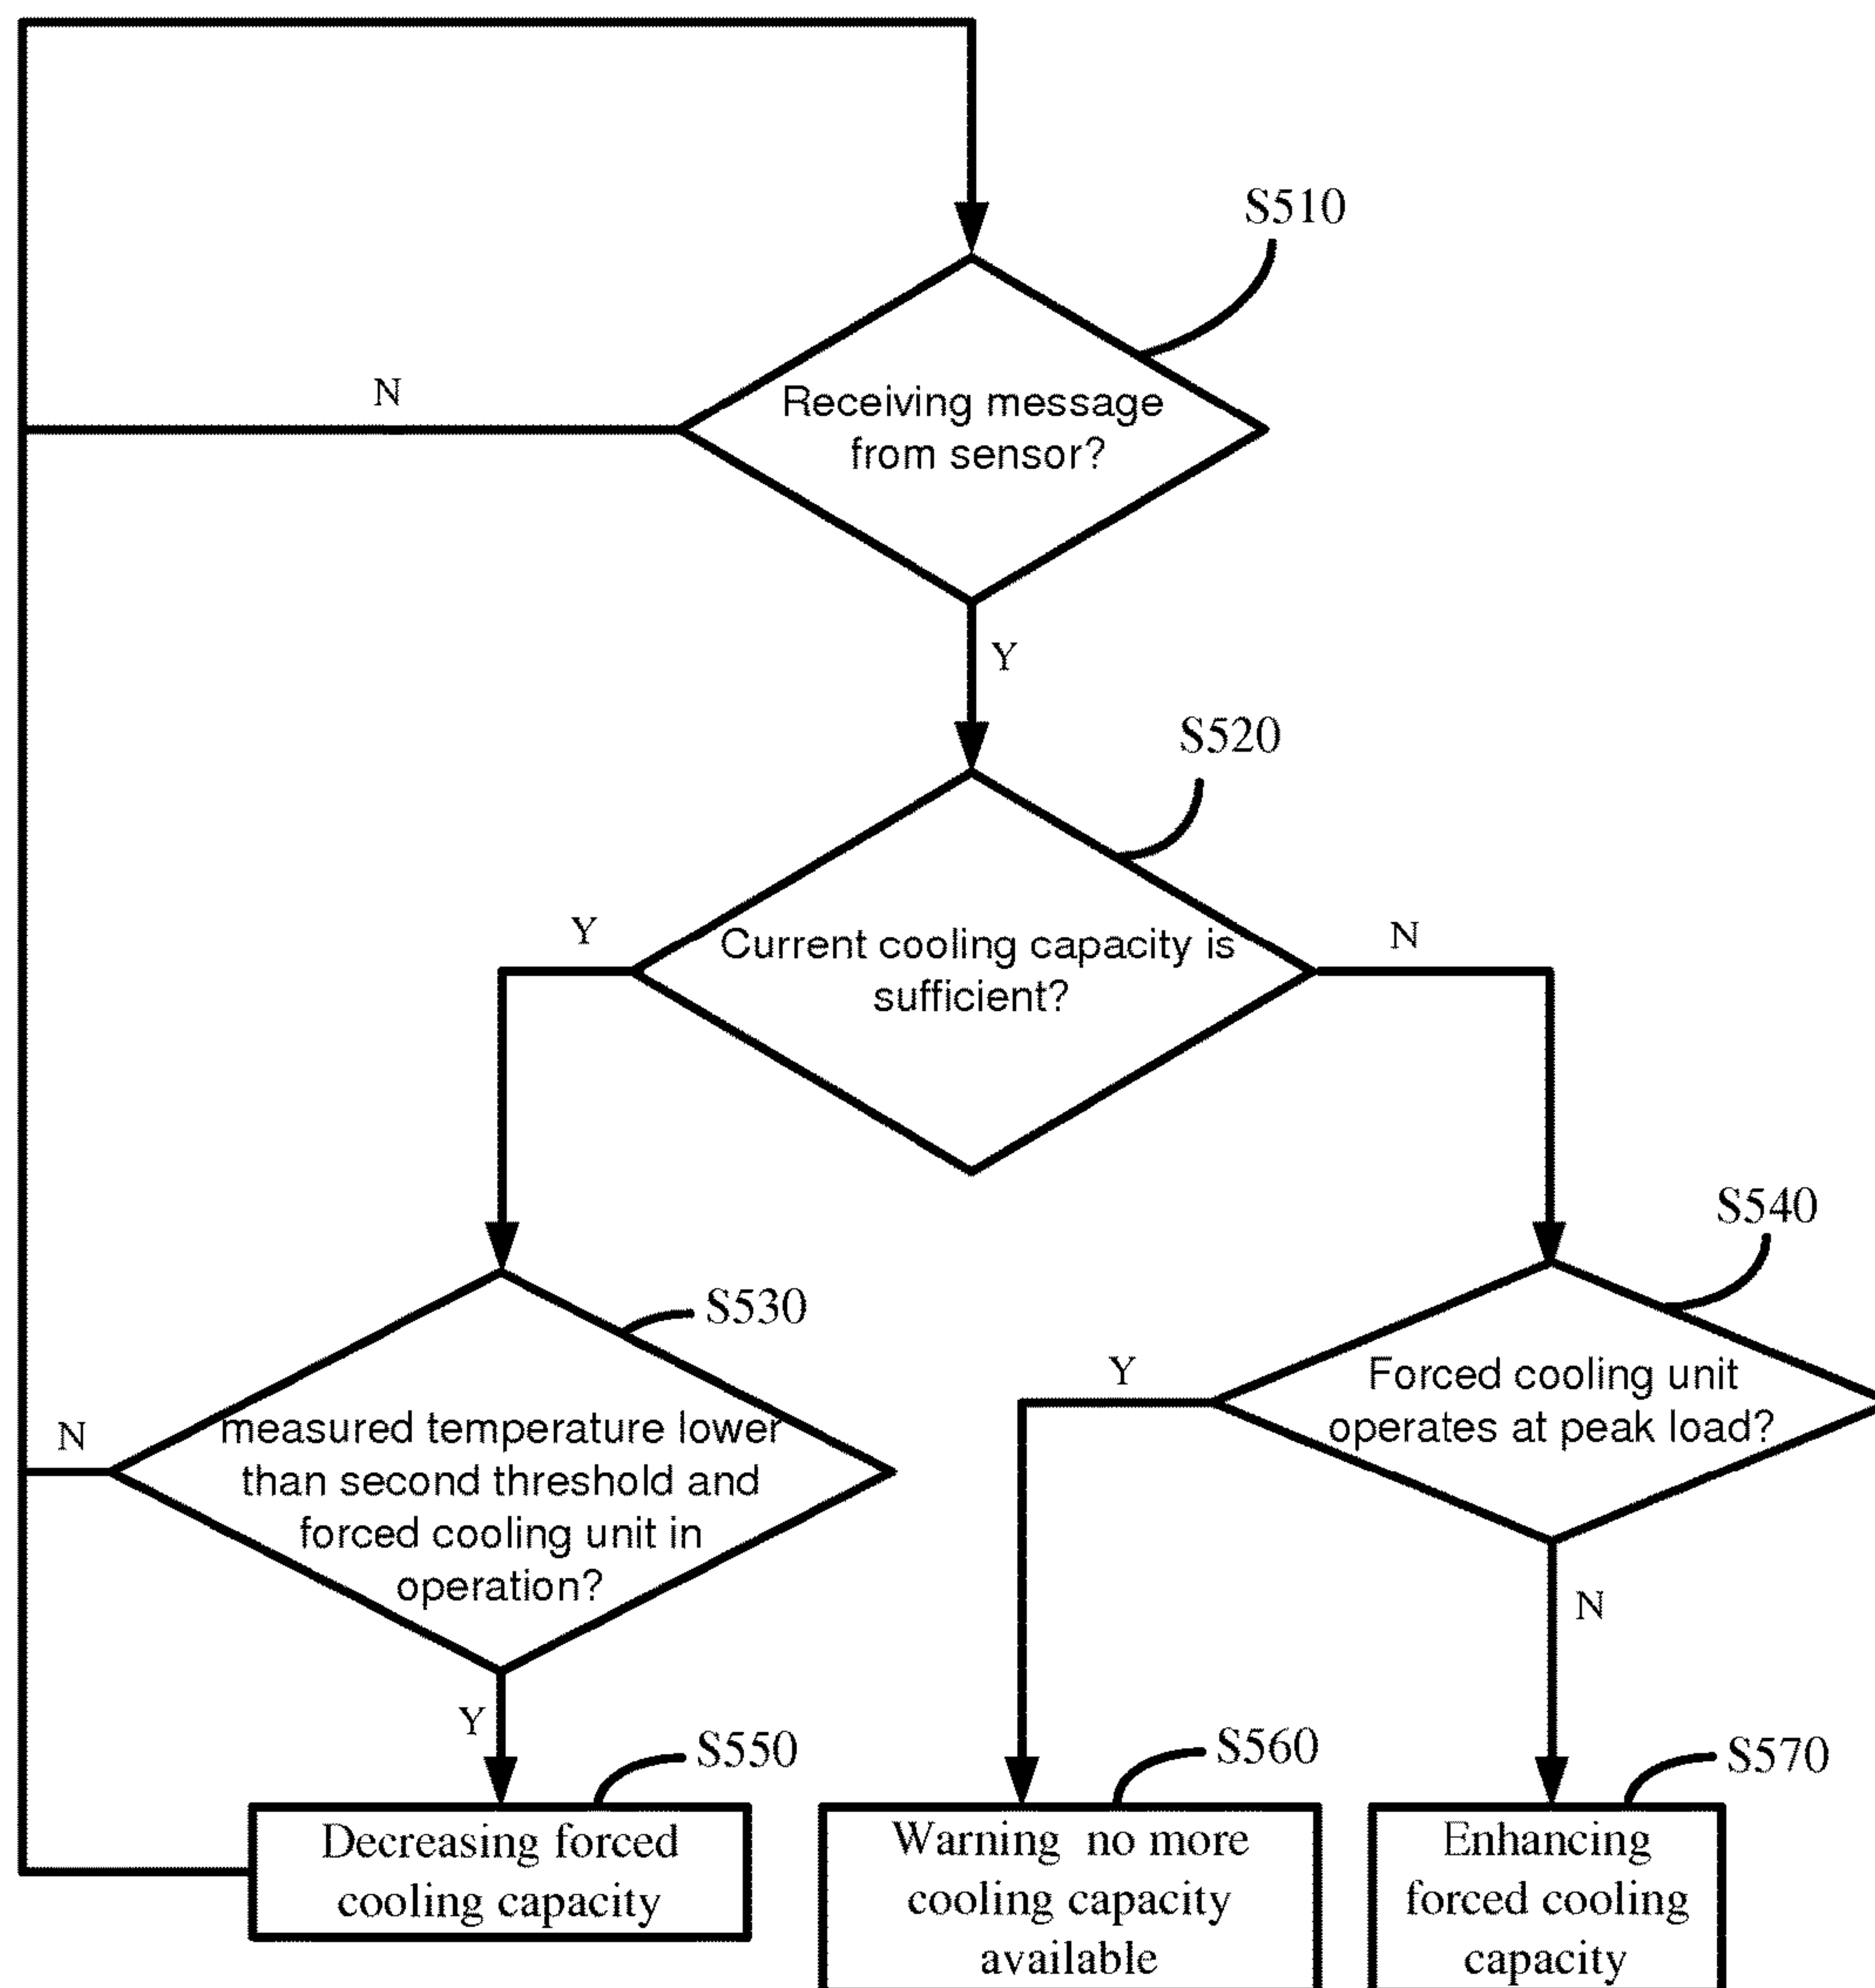 S510
N
Receiving message
from sensor?
Y
S520
Y
N
Current cooling capacity is
sufficient?
S540
S530
Y
Forced cooling unit
operates at peak load?
N
measured temperature lower
than second threshold and
forced cooling unit in
operation?
N
Y
S550
S560
S570
Decreasing forced
cooling capacity
Warning no more
cooling capacity
available
Enhancing
forced cooling
capacity